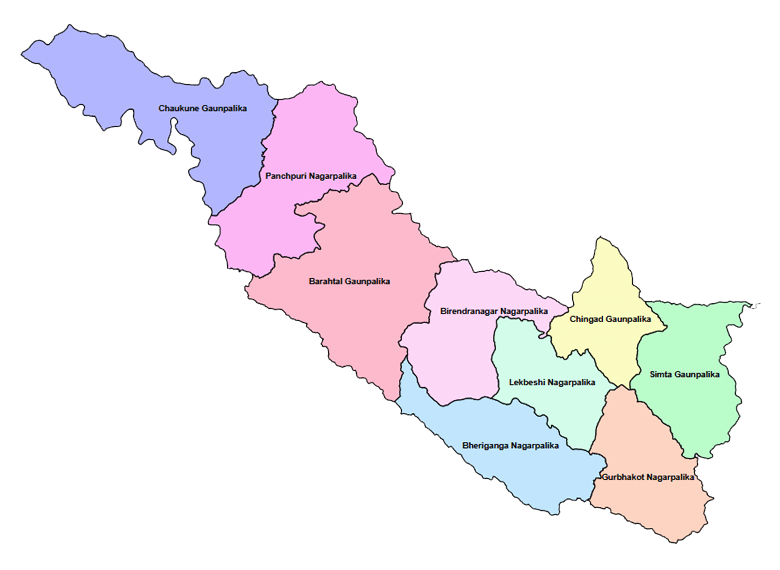 Chaukune Gaunpalika
Panchpuri Nagarpalika
Barahtal Gaunpalika
Birendranagar Nagarpalika
Chingad Gaunpalika
Simta Gaunpalika
Lekbeshi Nagarpalika
Bheriganga Nagarpalika
Gurbhakot Nagarpalika